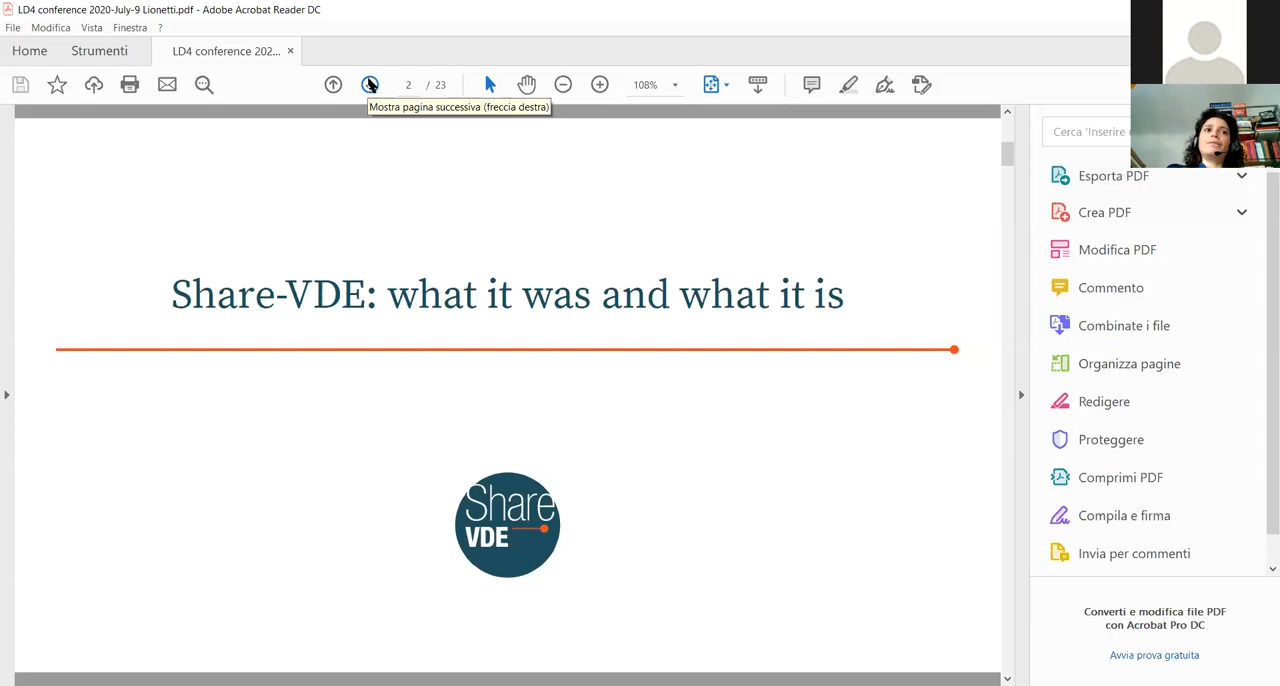 LD4 conference 2020-July-9 Lionetti.pdf - Adobe Acrobat Reader DC
File Modifica Vista Finestra ?
Home Strumenti LD4 conference 202... ×
2 / 23 108%
Mostra pagina successiva (freccia destra)
Cerca 'Inserire
Share-VDE: what it was and what it is
Share
VDE
Esporta PDF
Crea PDF
Modifica PDF
Commento
Combinate i file
Organizza pagine
Redigere
Proteggere
Comprimi PDF
Compila e firma
Invia per commenti
Converti e modifica file PDF
con Acrobat Pro DC
Avvia prova gratuita